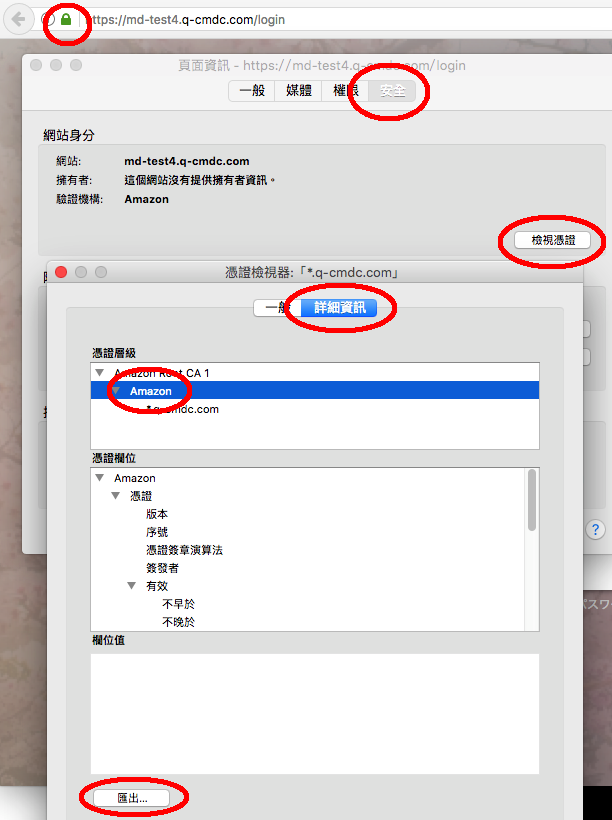 https://md-test4.q-cmdc.com/login
頁面資訊 - https://md-test4.q-cmdc.com/login
一般 媒體 權限 安全
網站身分
網站: md-test4.q-cmdc.com
擁有者: 這個網站沒有提供擁有者資訊。
驗證機構: Amazon
檢視憑證
憑證檢視器:「*.q-cmdc.com」
一般 詳細資訊
憑證層級
Amazon Root CA 1
Amazon
*.q-cmdc.com
憑證欄位
Amazon
憑證
版本
序號
憑證簽章演算法
簽發者
有效
不早於
不晚於
?
パスワ
欄位值
匯出...